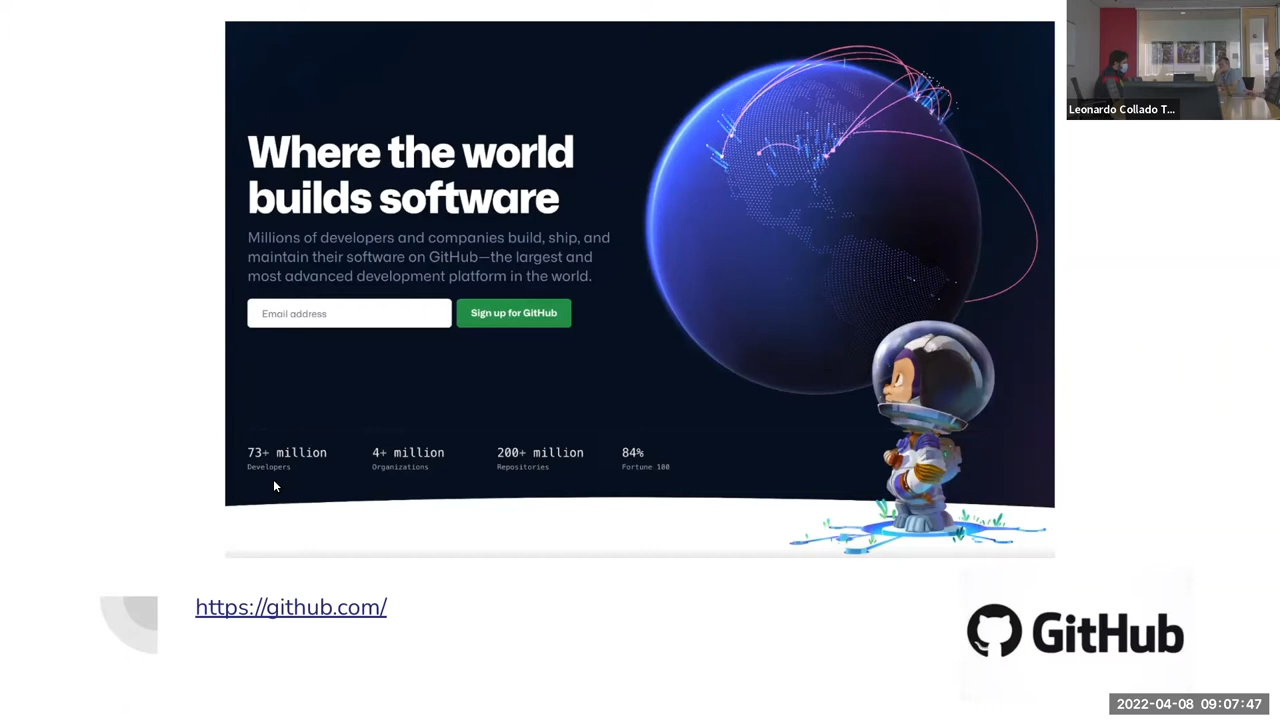 Where the world
builds software
Millions of developers and companies build, ship, and
maintain their software on GitHub—the largest and
most advanced development platform in the world.
Email address
Sign up for GitHub
73+ million
Developers
4+ million
Organizations
200+ million
Repositories
84%
Fortune 100
https://github.com/
GitHub
Leonardo Collado T...
2022-04-08 09:07:47